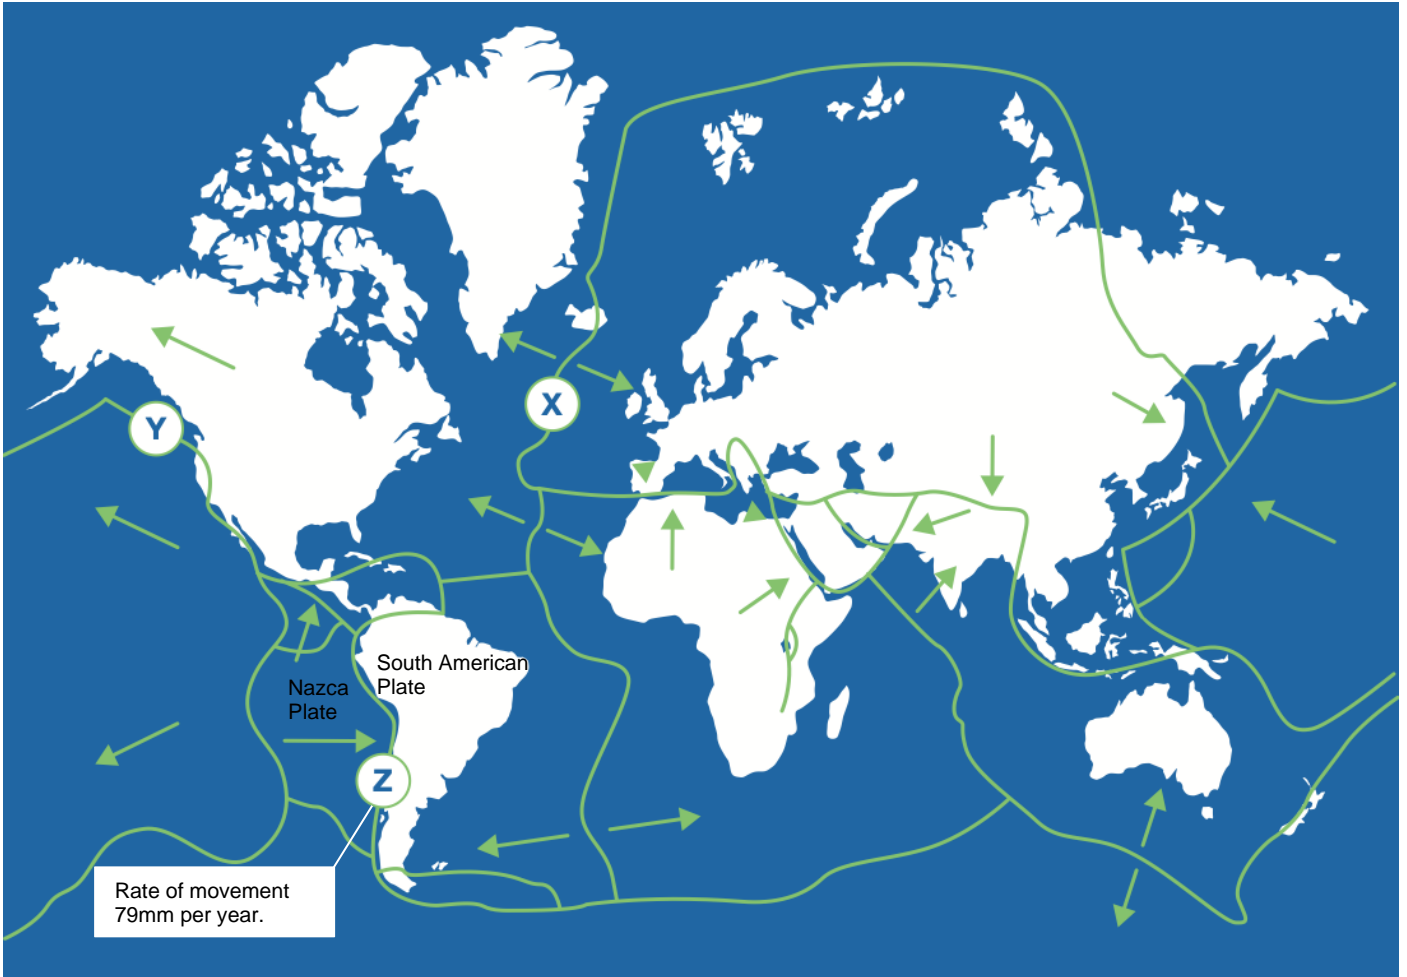 X
Y
South American
Plate
Nazca
Plate
Z
Rate of movement
79mm per year.